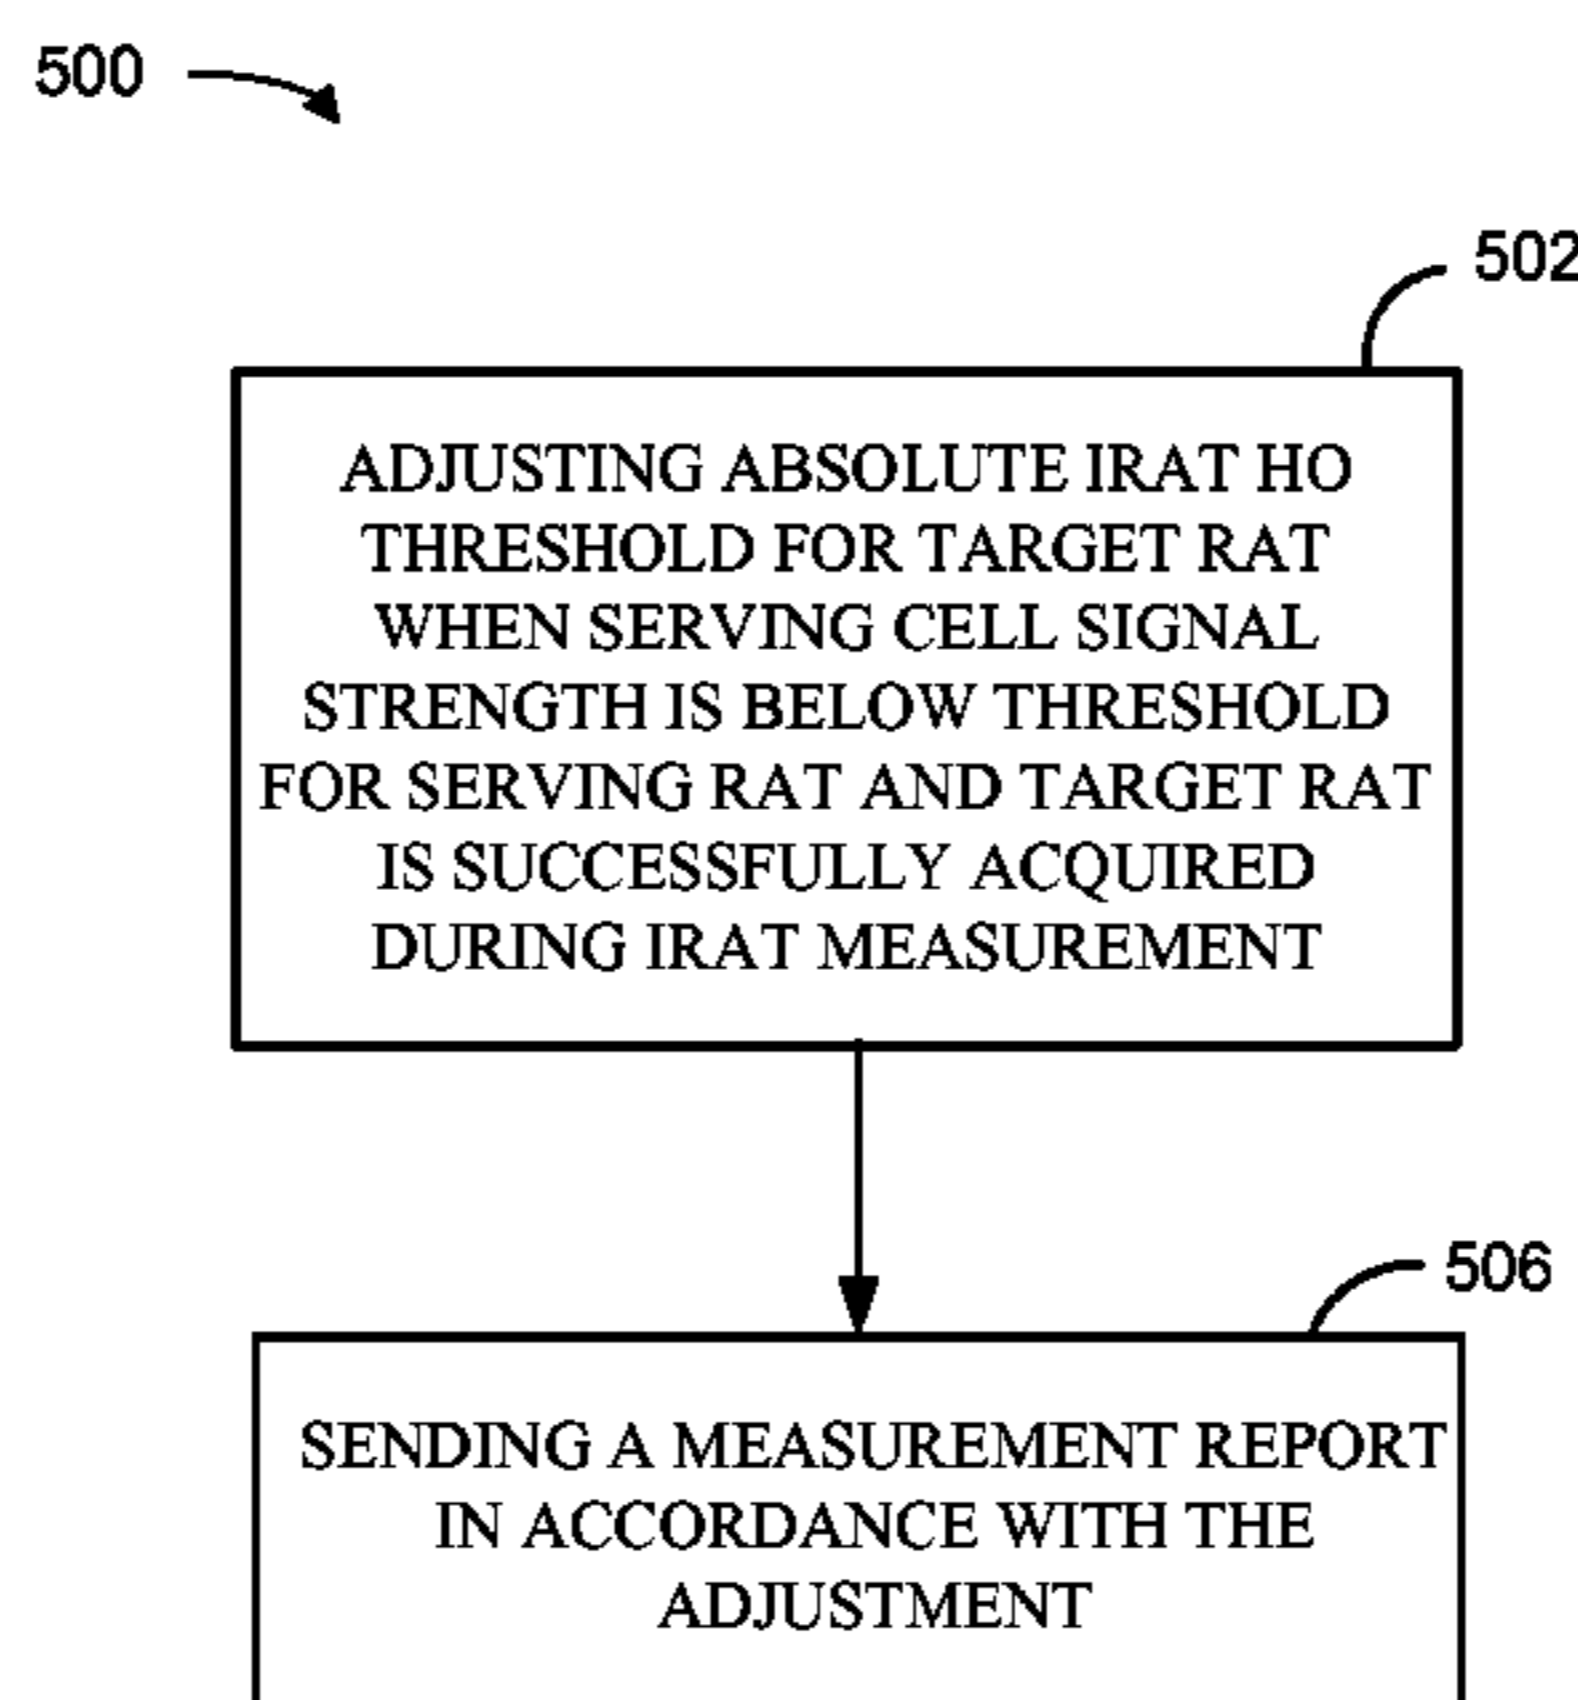 500
502
ADJUSTING ABSOLUTE IRAT HO
THRESHOLD FOR TARGET RAT
WHEN SERVING CELL SIGNAL
STRENGTH IS BELOW THRESHOLD
FOR SERVING RAT AND TARGET RAT
IS SUCCESSFULLY ACQUIRED
DURING IRAT MEASUREMENT
506
SENDING A MEASUREMENT REPORT
IN ACCORDANCE WITH THE
ADJUSTMENT